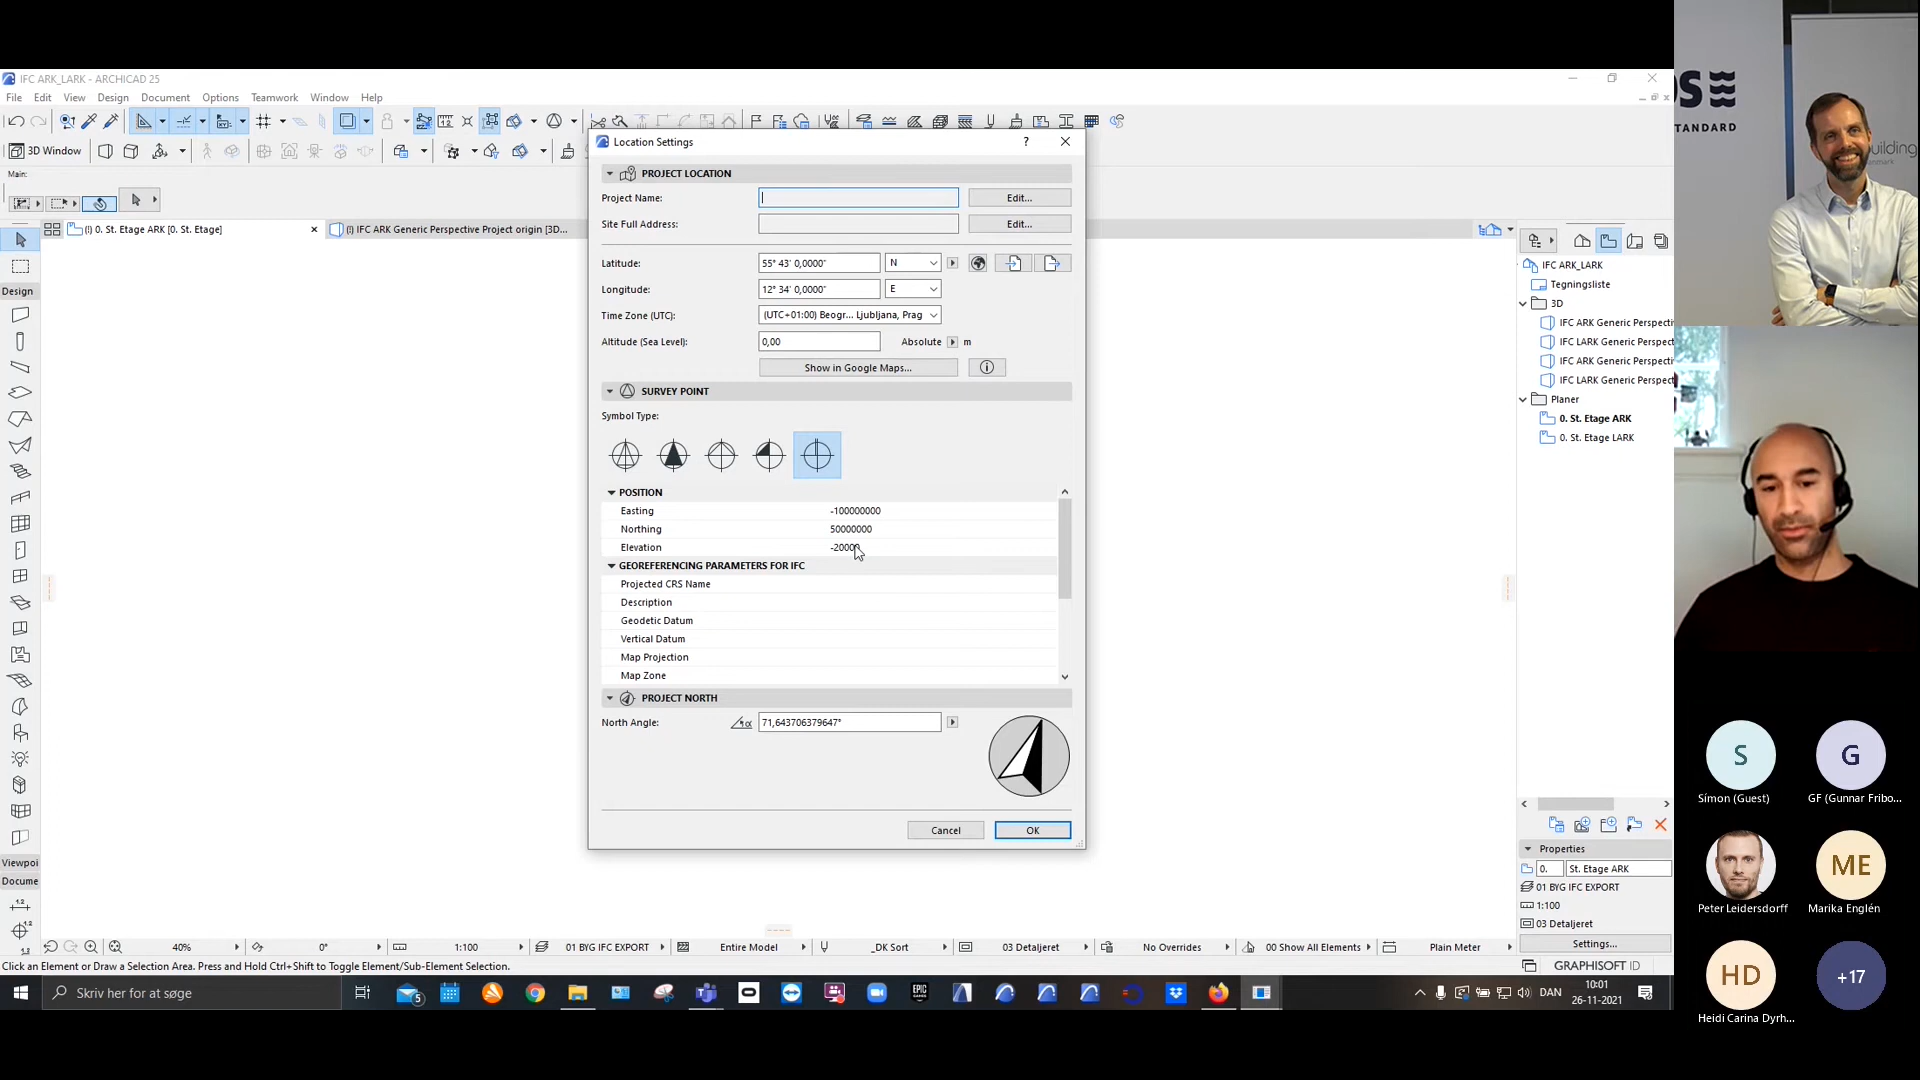 IFC ARK_LARK - ARCHICAD 25
File Edit View Design Document Options Teamwork Window Help
3D Window
Main:
(!) 0. St. Etage ARK [0. St. Etage]
(!) IFC ARK Generic Perspective Project origin [3D...
Design
Viewpoi
Docume
Location Settings
?
PROJECT LOCATION
Project Name:
Edit...
Site Full Address:
Edit...
Latitude:
55° 43' 0,0000"
N
Longitude:
12° 34' 0,0000"
E
Time Zone (UTC):
(UTC+01:00) Beogr... Ljubljana, Prag
Altitude (Sea Level):
0,00
Absolute
m
Show in Google Maps...
SURVEY POINT
Symbol Type:
POSITION
Easting -100000000
Northing 50000000
Elevation -20000
GEOREFERENCING PARAMETERS FOR IFC
Projected CRS Name
Description
Geodetic Datum
Vertical Datum
Map Projection
Map Zone
PROJECT NORTH
North Angle:
71,643706379647°
Cancel
OK
IFC ARK_LARK
Tegningsliste
3D
IFC ARK Generic Perspecti
IFC LARK Generic Perspect
IFC ARK Generic Perspecti
IFC LARK Generic Perspect
Planer
0. St. Etage ARK
0. St. Etage LARK
Properties
0. St. Etage ARK
01 BYG IFC EXPORT
1:100
03 Detaljeret
Settings...
40% 0° 1:100 01 BYG IFC EXPORT Entire Model _DK Sort 03 Detaljeret No Overrides 00 Show All Elements Plain Meter
Click an Element or Draw a Selection Area. Press and Hold Ctrl+Shift to Toggle Element/Sub-Element Selection.
GRAPHISOFT ID
Skriv her for at søge
5
EPIC
DAN
10:01
26-11-2021
OS
TANDARD
building
nmark
S
Símon (Guest)
G
GF (Gunnar Fribo...
Peter Leidersdorff
ME
Marika Englén
HD
Heidi Carina Dyrh...
+17